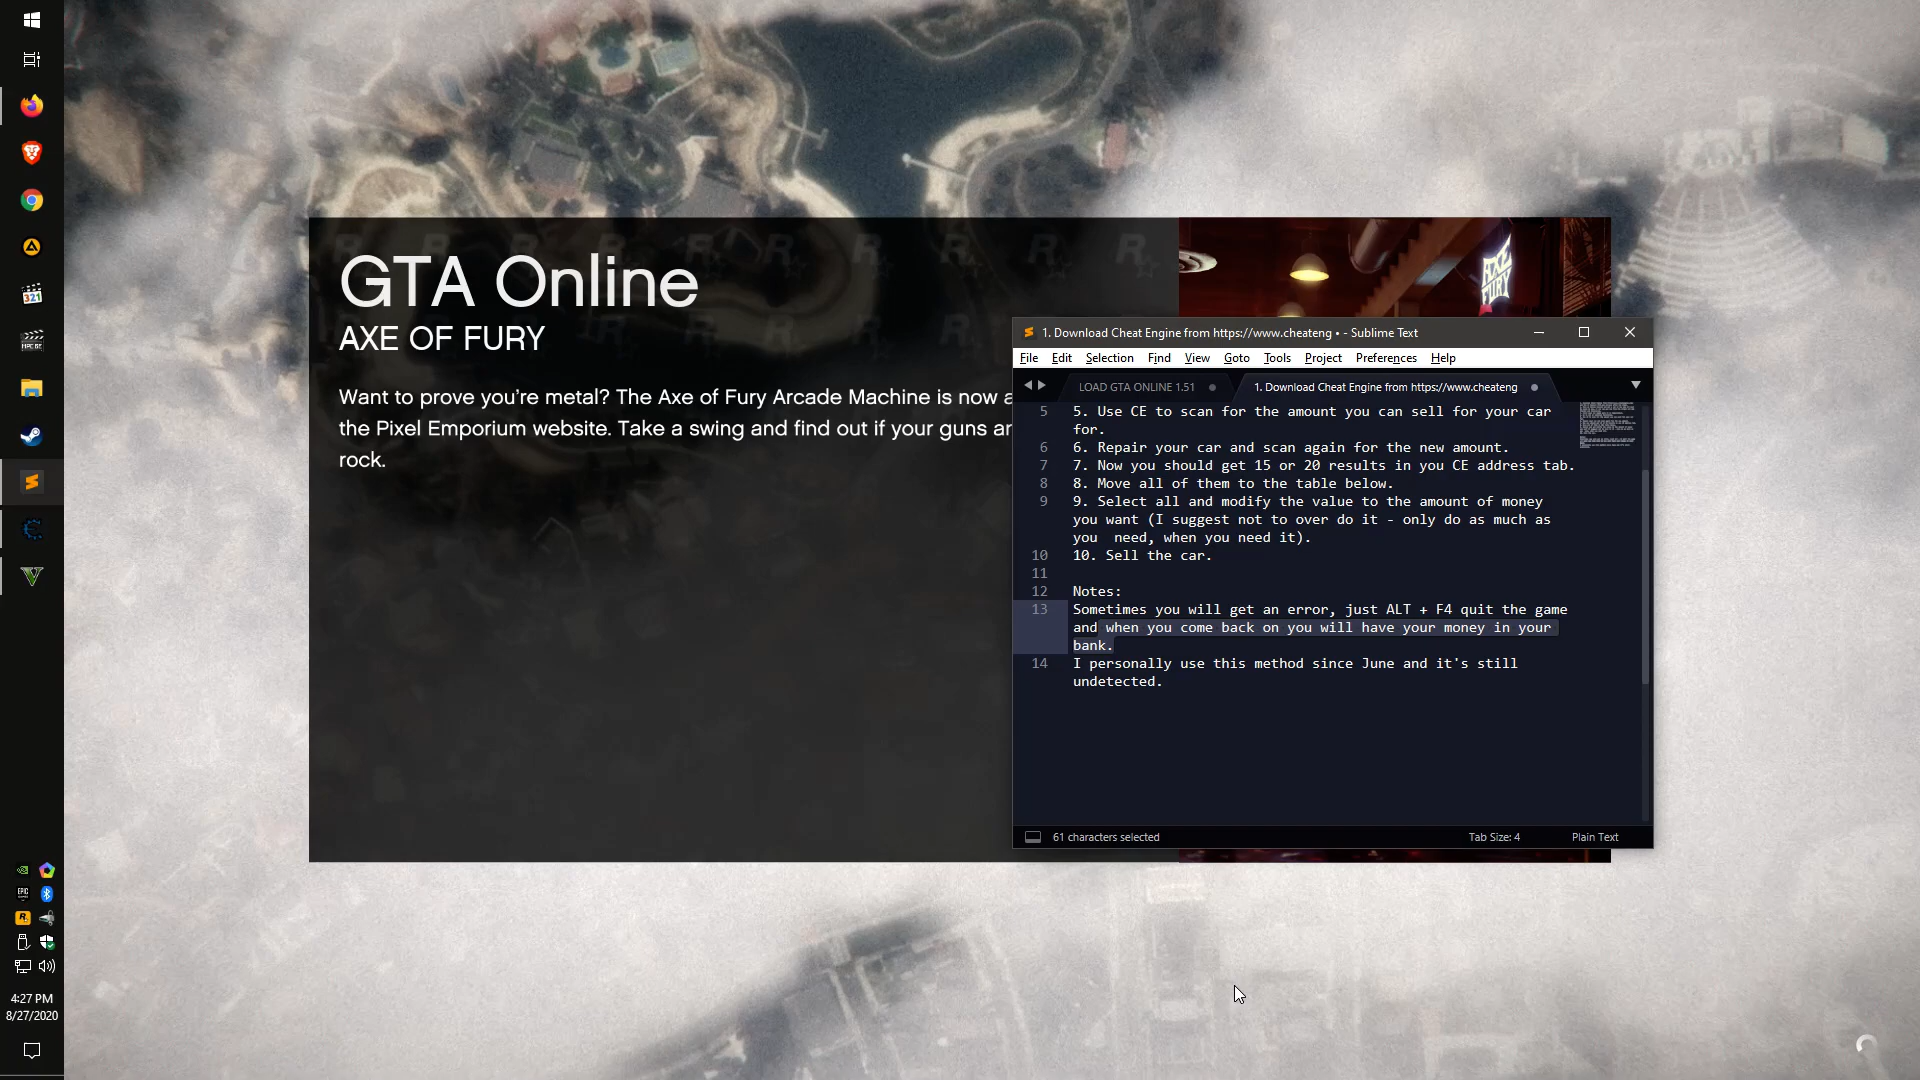 GTA Online
AXE OF FURY
Want to prove you're metal? The Axe of Fury Arcade Machine is now a
the Pixel Emporium website. Take a swing and find out if your guns ar
rock.
AXE
FURY
1. Download Cheat Engine from https://www.cheateng • - Sublime Text
File Edit Selection Find View Goto Tools Project Preferences Help
LOAD GTA ONLINE 1.51
1. Download Cheat Engine from https://www.cheateng
5 5. Use CE to scan for the amount you can sell for your car
for.
6 6. Repair your car and scan again for the new amount.
7 7. Now you should get 15 or 20 results in you CE address tab.
8 8. Move all of them to the table below.
9 9. Select all and modify the value to the amount of money
you want (I suggest not to over do it - only do as much as
you  need, when you need it).
10 10. Sell the car.
11
12 Notes:
13 Sometimes you will get an error, just ALT + F4 quit the game
and when you come back on you will have your money in your
bank.
14 I personally use this method since June and it's still
undetected.
61 characters selected
Tab Size: 4
Plain Text
321
EPIC
4:27 PM
8/27/2020